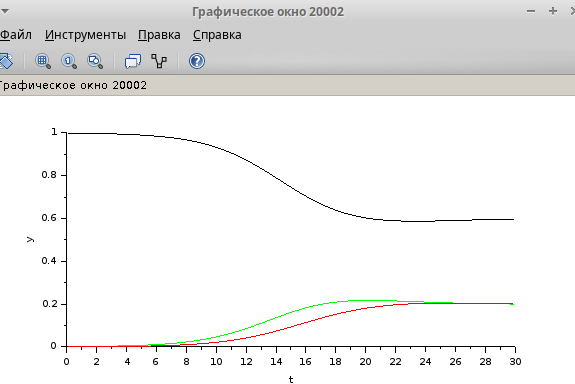 Графическое окно 20002
Файл Инструменты Правка Справка
Графическое окно 20002
1
0.8
0.6
y
0.4
0.2
0
0 2 4 6 8 10 12 14 16 18 20 22 24 26 28 30
t